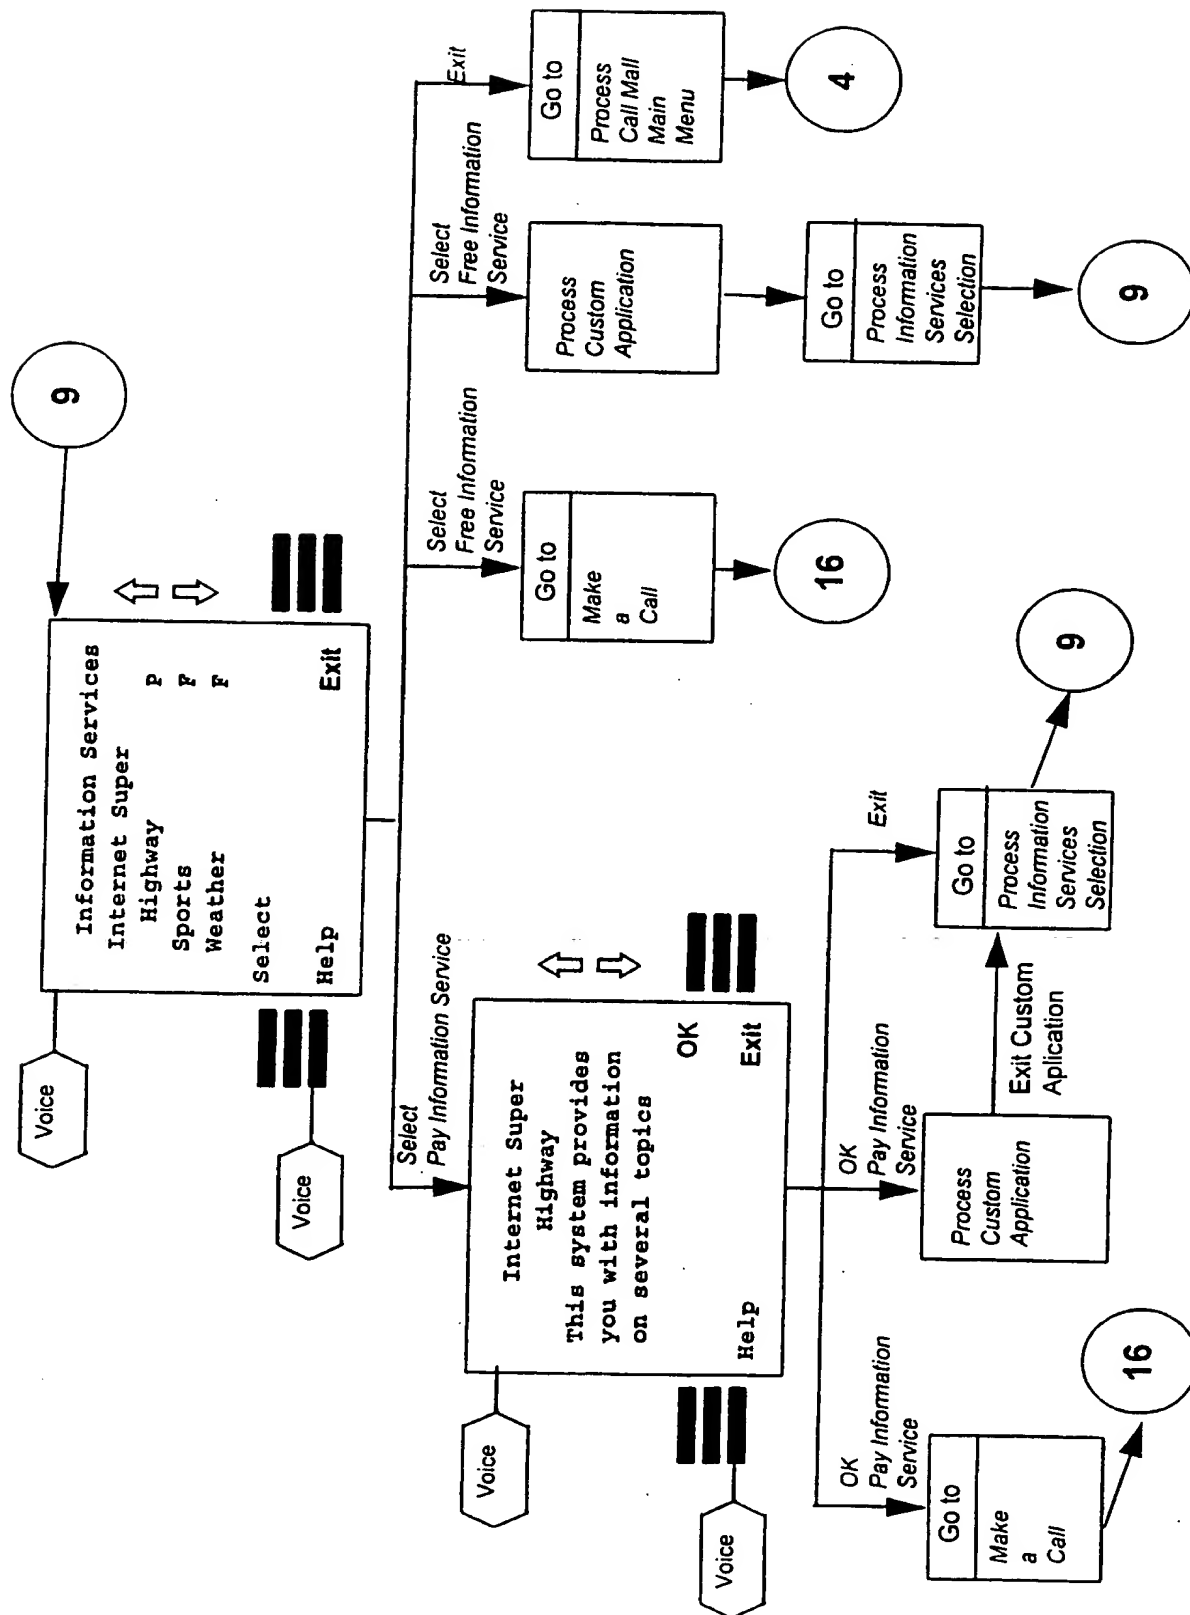 9
Voice
Information Services
Internet Super
Highway P
Sports F
Weather F
Select
Help Exit
Voice
Select
Pay Information Service
Select
Free Information
Service
Select
Free Information
Service
Exit
Voice
Internet Super
Highway
This system provides
you with information
on several topics
OK
Help Exit
Voice
Go to
Make
a
Call
16
Process
Custom
Application
Go to
Process
Information
Services
Selection
9
Go to
Process
Call Mall
Main
Menu
4
OK
Pay Information
Service
OK
Pay Information
Service
Exit
Go to
Make
a
Call
16
Process
Custom
Application
Exit Custom
Aplication
Go to
Process
Information
Services
Selection
9